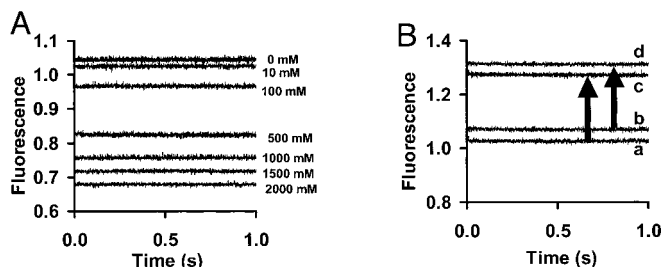 A
1.1
1.0
0.9
0.8
0.7
0.6
Fluorescence
0 mM
10 mM
100 mM
500 mM
1000 mM
1500 mM
2000 mM
0.0 0.5 1.0
Time (s)
B
1.4
1.2
1.0
0.8
Fluorescence
d
c
b
a
0.0 0.5 1.0
Time (s)